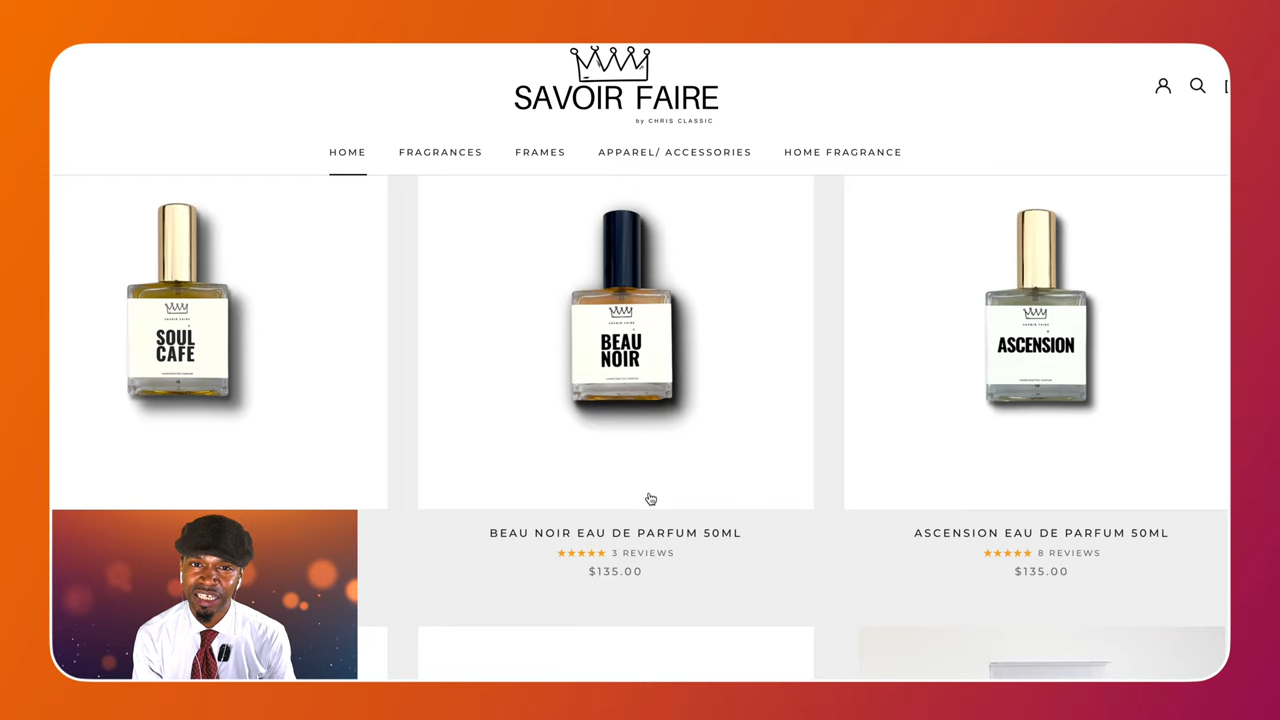 SAVOIR FAIRE
by CHRIS CLASSIC
HOME
FRAGRANCES
FRAMES
APPAREL/ ACCESSORIES
HOME FRAGRANCE
SAVOIR FAIRE
SOUL
CAFE
SAVOIR FAIRE
BEAU
NOIR
SAVOIR FAIRE
ASCENSION
BEAU NOIR EAU DE PARFUM 50ML
3 REVIEWS
$135.00
ASCENSION EAU DE PARFUM 50ML
8 REVIEWS
$135.00